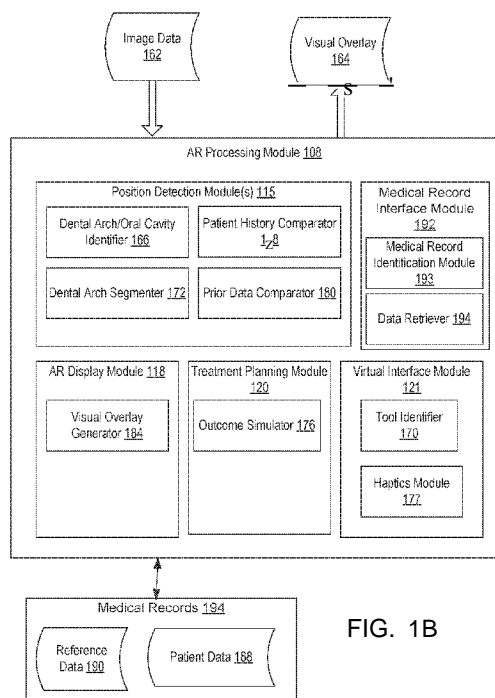 Image Data
162
Visual Overlay
164
AR Processing Module 108
Position Detection Module(s) 115
Dental Arch/Oral Cavity
Identifier 166
Patient History Comparator
Dental Arch Segmenter 172
Prior Data Comparator 180
Medical Record
Interface Module
192
Medical Record
Identification Module
193
Data Retriever 194
AR Display Module 118
Visual Overlay
Generator 184
Treatment Planning Module
120
Outcome Simulator 176
Virtual Interface Module
121
Tool Identifier
170
Haptics Module
177
Medical Records 194
Reference
Data 190
Patient Data 188
FIG. 1B